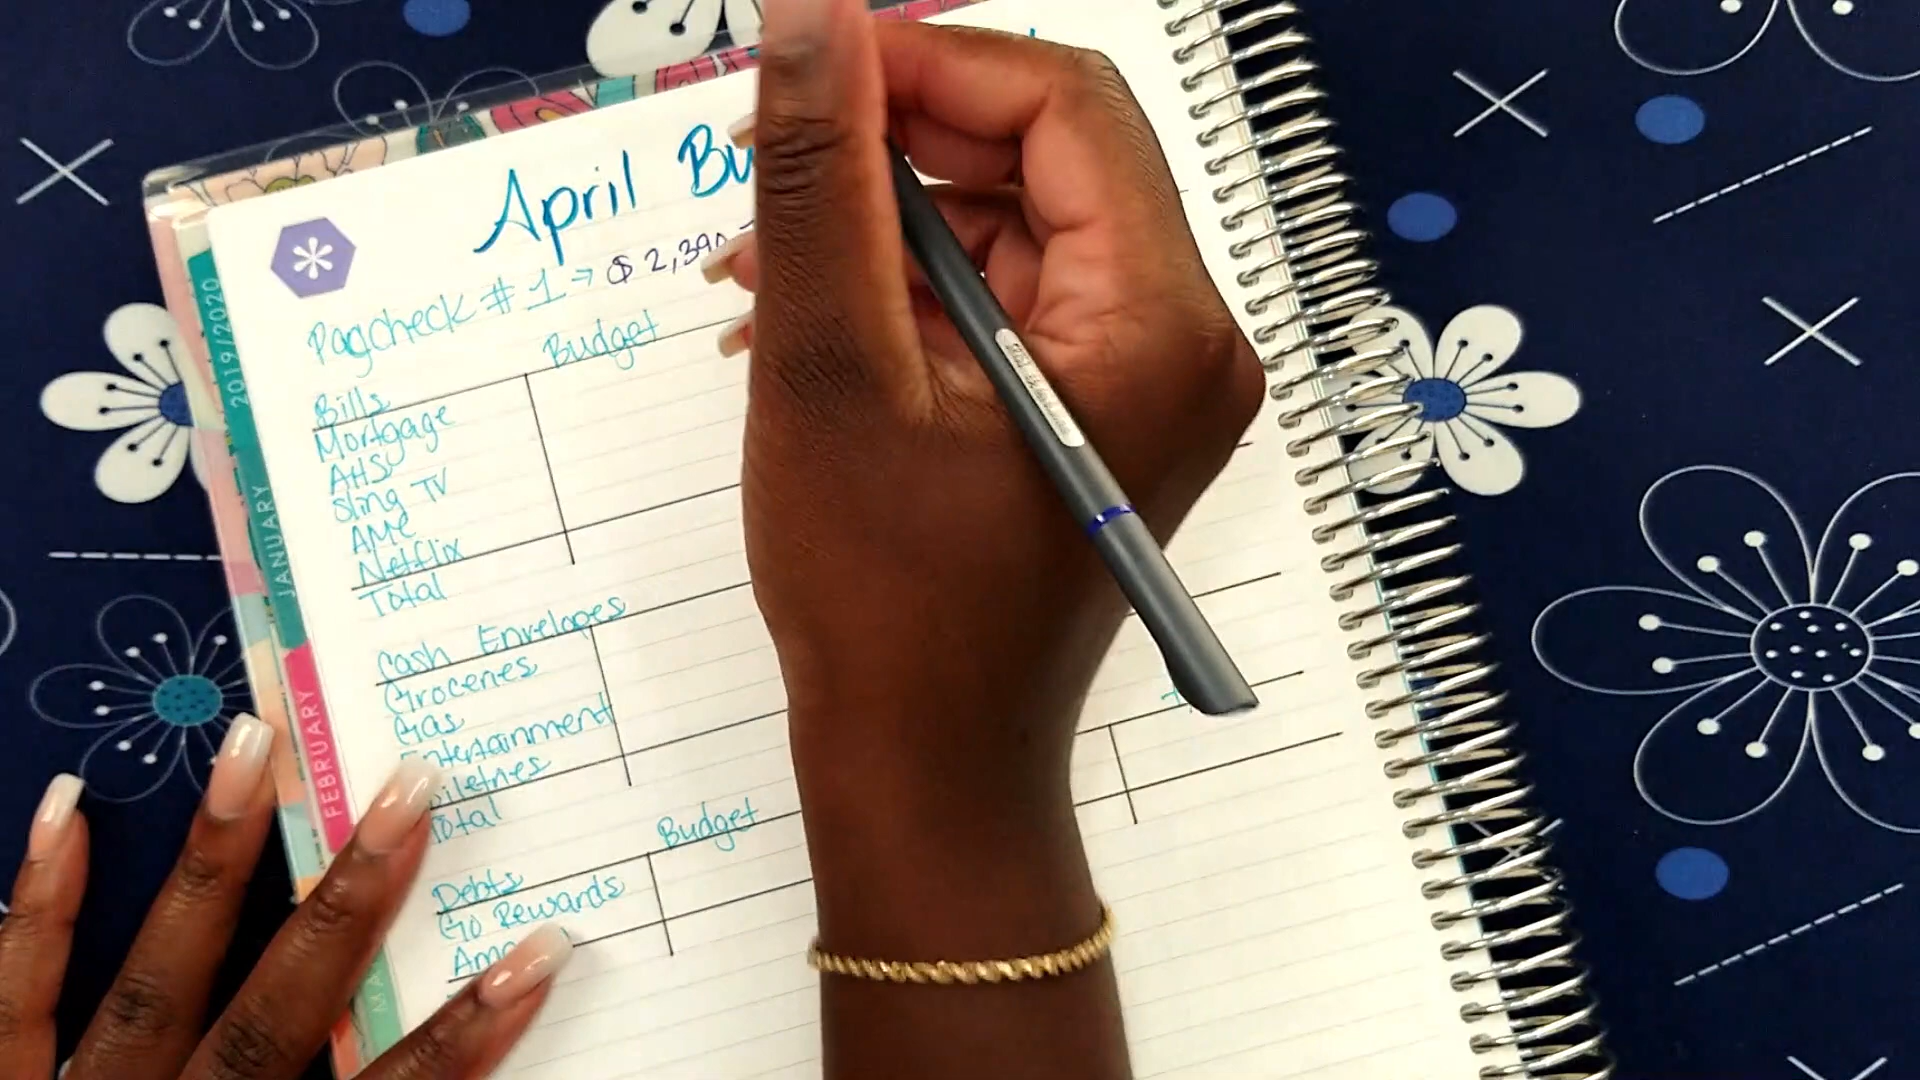 April Bu
Paycheck # 1 → $ 2,390
Budget
Bills
Mortgage
AHS
Sling TV
AMC
Netflix
Total
Cash Envelopes
Groceries
Gas
Entertainment
Total
Budget
Debts
GO Rewards
2019/2020
JANUARY
FEBRUARY
MA